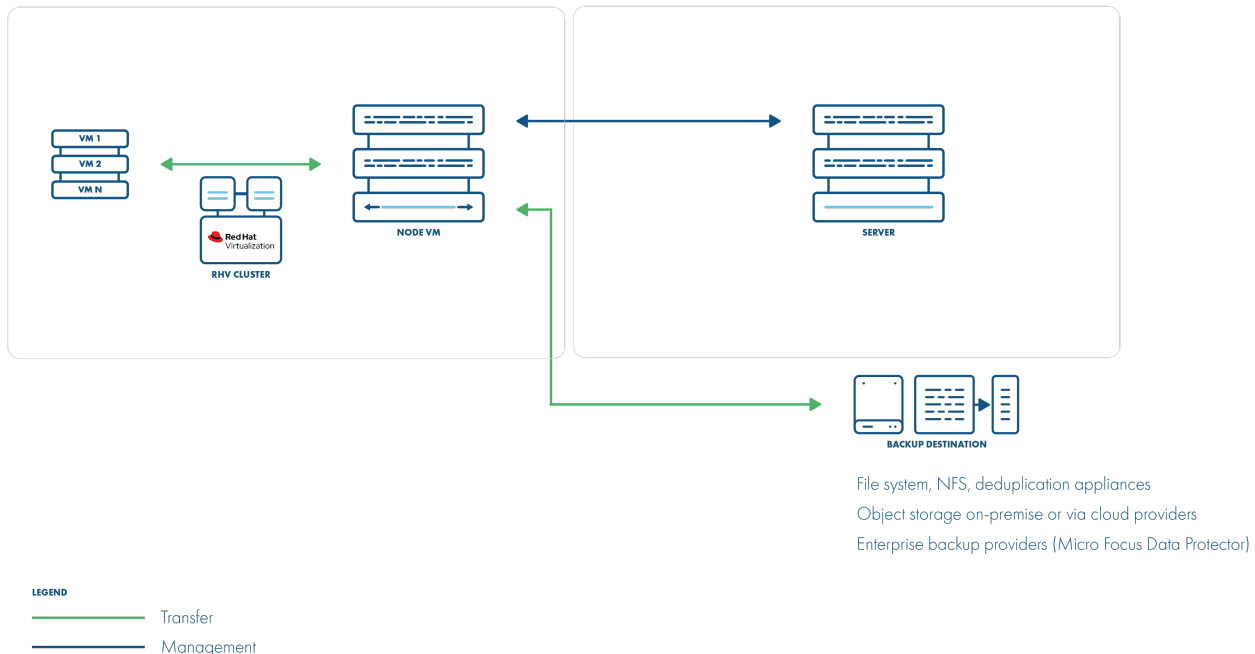 VM 1
VM 2
VM N
Red Hat
Virtualization
RHV CLUSTER
NODE VM
SERVER
BACKUP DESTINATION
File system, NFS, deduplication appliances
Object storage on-premise or via cloud providers
Enterprise backup providers (Micro Focus Data Protector)
LEGEND
Transfer
Management